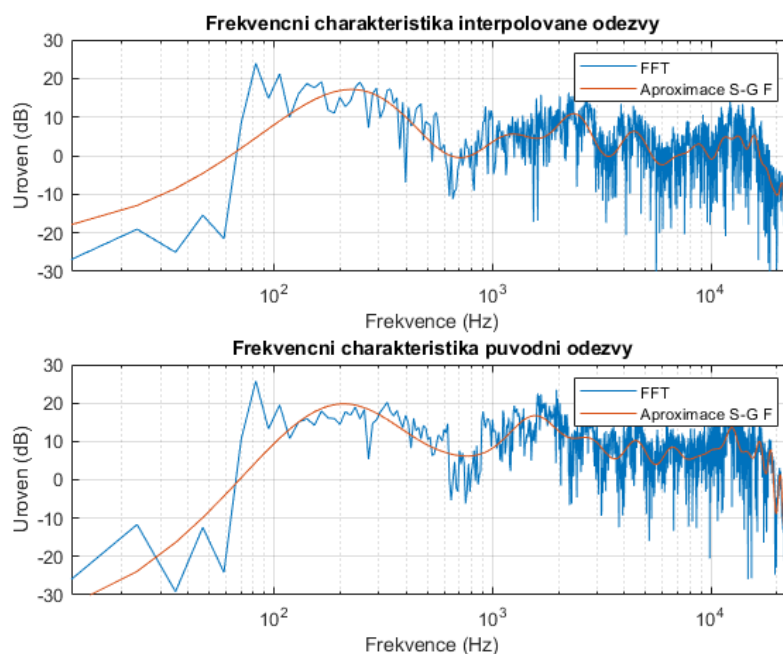 Frekvencni charakteristika interpolovane odezvy
30
20
10
0
-10
-20
-30
Uroven (dB)
FFT
Aproximace S-G F
10^2
10^3
10^4
Frekvence (Hz)
Frekvencni charakteristika puvodni odezvy
30
20
10
0
-10
-20
-30
Uroven (dB)
FFT
Aproximace S-G F
10^2
10^3
10^4
Frekvence (Hz)